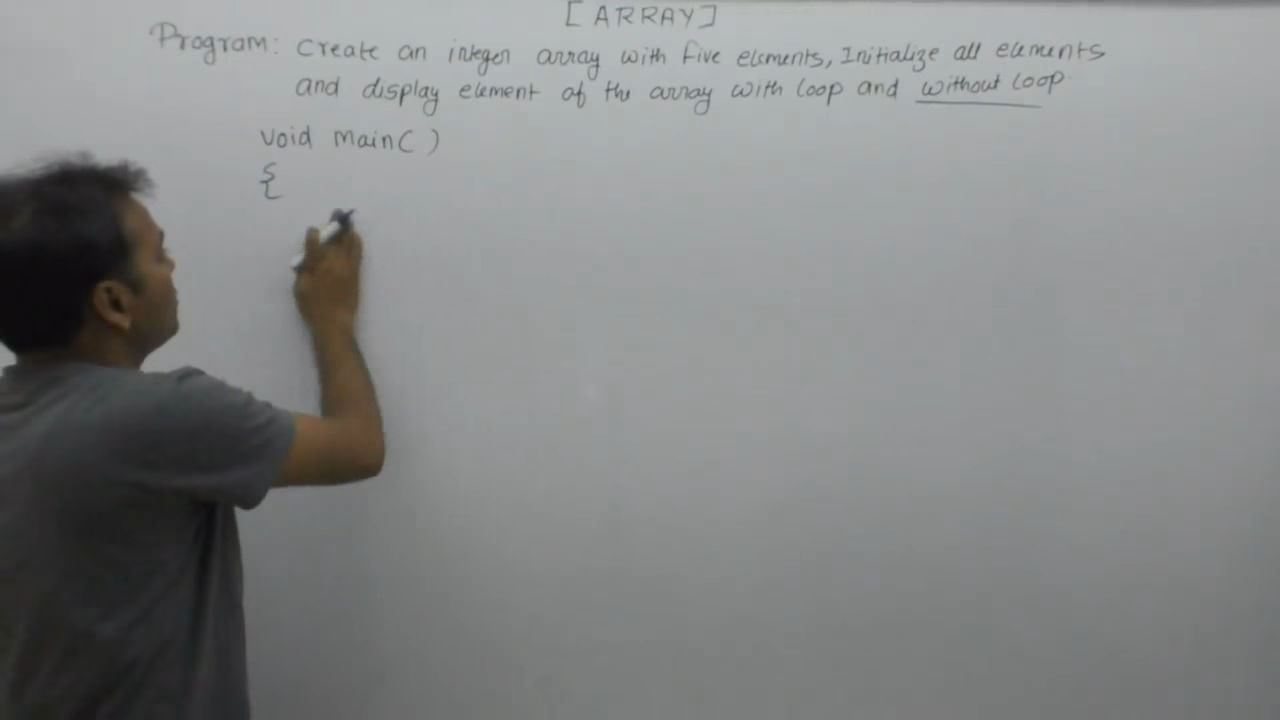 [ARRAY]
Program: Create an integer array with five elements, Initialize all elements
and display element of the array with loop and without loop.
void main( )
{